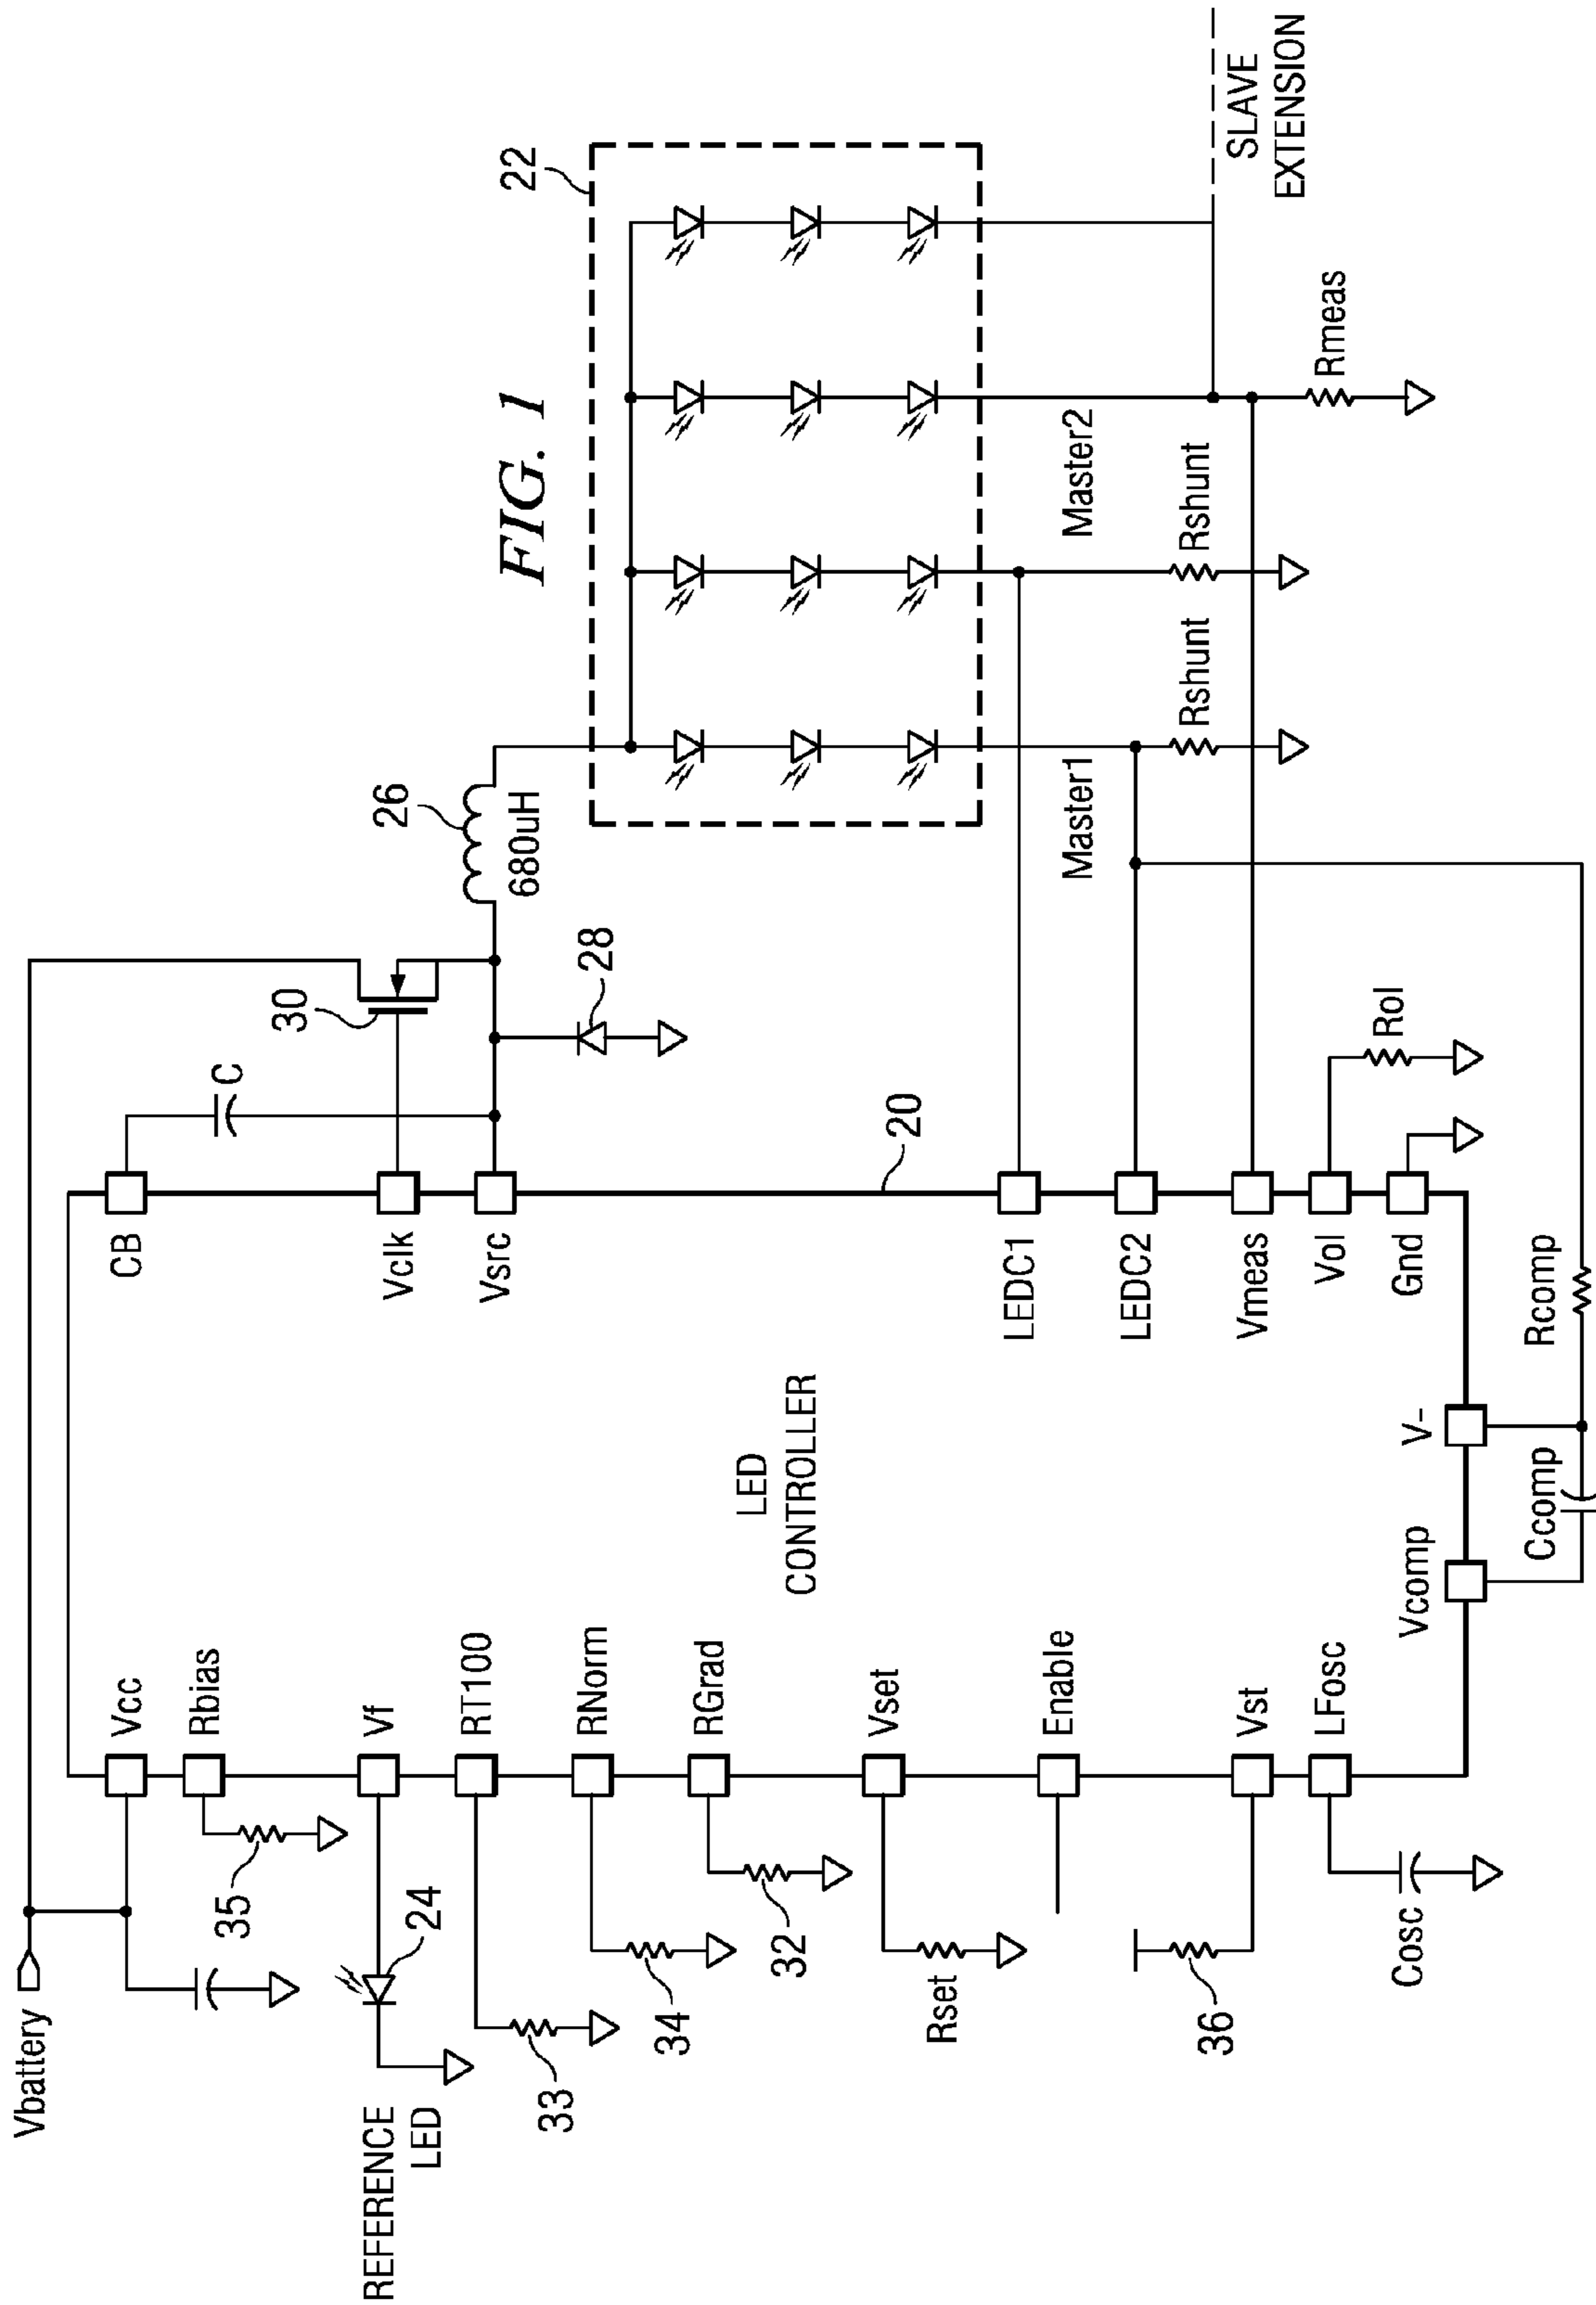 FIG. 1
Vbattery
REFERENCE
LED
24
35
33
34
32
Rset
36
Cosc
Vcc
Rbias
Vf
RT100
RNorm
RGrad
Vset
Enable
Vst
LFosc
LED
CONTROLLER
20
CB
Vclk
Vsrc
LEDC1
LEDC2
Vmeas
Vol
Gnd
Vcomp
V-
Ccomp
Rcomp
Rol
C
30
28
26
680uH
22
Master1
Rshunt
Master2
Rshunt
Rmeas
SLAVE
EXTENSION